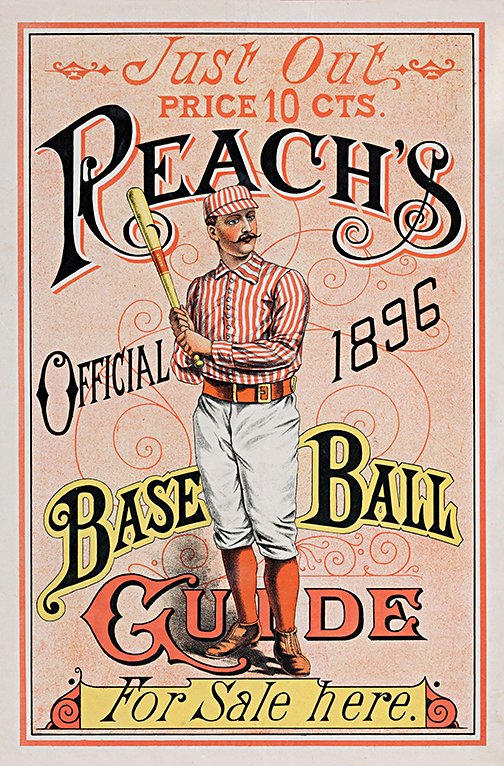 Just Out
PRICE 10 CTS.
REACH'S
OFFICIAL 1896
BASE BALL
GUIDE
For Sale here.